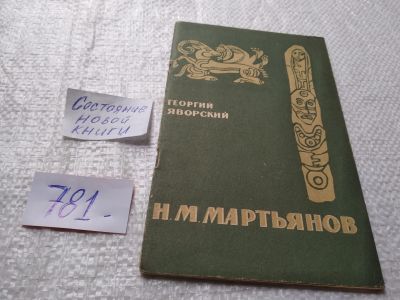 Состояние
новой
книги
781.-
ГЕОРГИЙ
ЯВОРСКИЙ
Н.М.МАРТЬЯНОВ